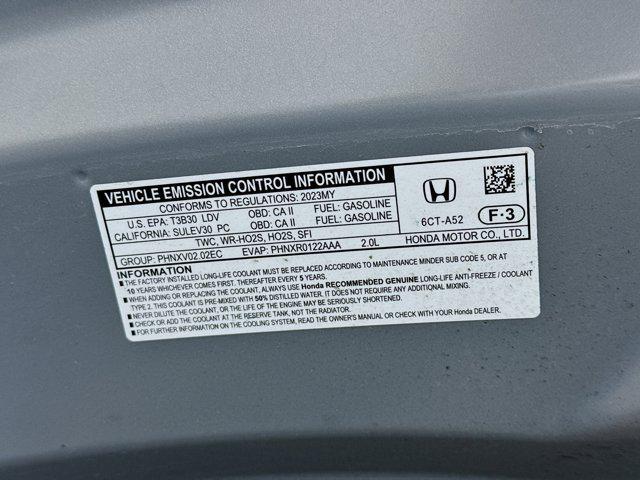 VEHICLE EMISSION CONTROL INFORMATION
CONFORMS TO REGULATIONS: 2023MY
U.S. EPA: T3B30 LDV OBD: CA II FUEL: GASOLINE
CALIFORNIA: SULEV30 PC OBD: CA II FUEL: GASOLINE
TWC, WR-HO2S, HO2S, SFI
GROUP: PHNXV02.02EC EVAP: PHNXR0122AAA 2.0L
6CT-A52
F·3
HONDA MOTOR CO., LTD.
INFORMATION
■ THE FACTORY INSTALLED LONG-LIFE COOLANT MUST BE REPLACED ACCORDING TO MAINTENANCE MINDER SUB CODE 5, OR AT
10 YEARS WHICHEVER COMES FIRST. THEREAFTER EVERY 5 YEARS.
■ WHEN ADDING OR REPLACING THE COOLANT, ALWAYS USE Honda RECOMMENDED GENUINE LONG-LIFE ANTI-FREEZE / COOLANT
TYPE 2. THIS COOLANT IS PRE-MIXED WITH 50% DISTILLED WATER. IT DOES NOT REQUIRE ANY ADDITIONAL MIXING.
■ NEVER DILUTE THE COOLANT, OR LIFE OF THE ENGINE MAY BE SERIOUSLY SHORTENED.
■ CHECK OR ADD THE COOLANT AT THE RESERVE TANK, NOT THE RADIATOR.
■ FOR FURTHER INFORMATION ON THE COOLING SYSTEM, READ THE OWNER'S MANUAL OR CHECK WITH YOUR Honda DEALER.